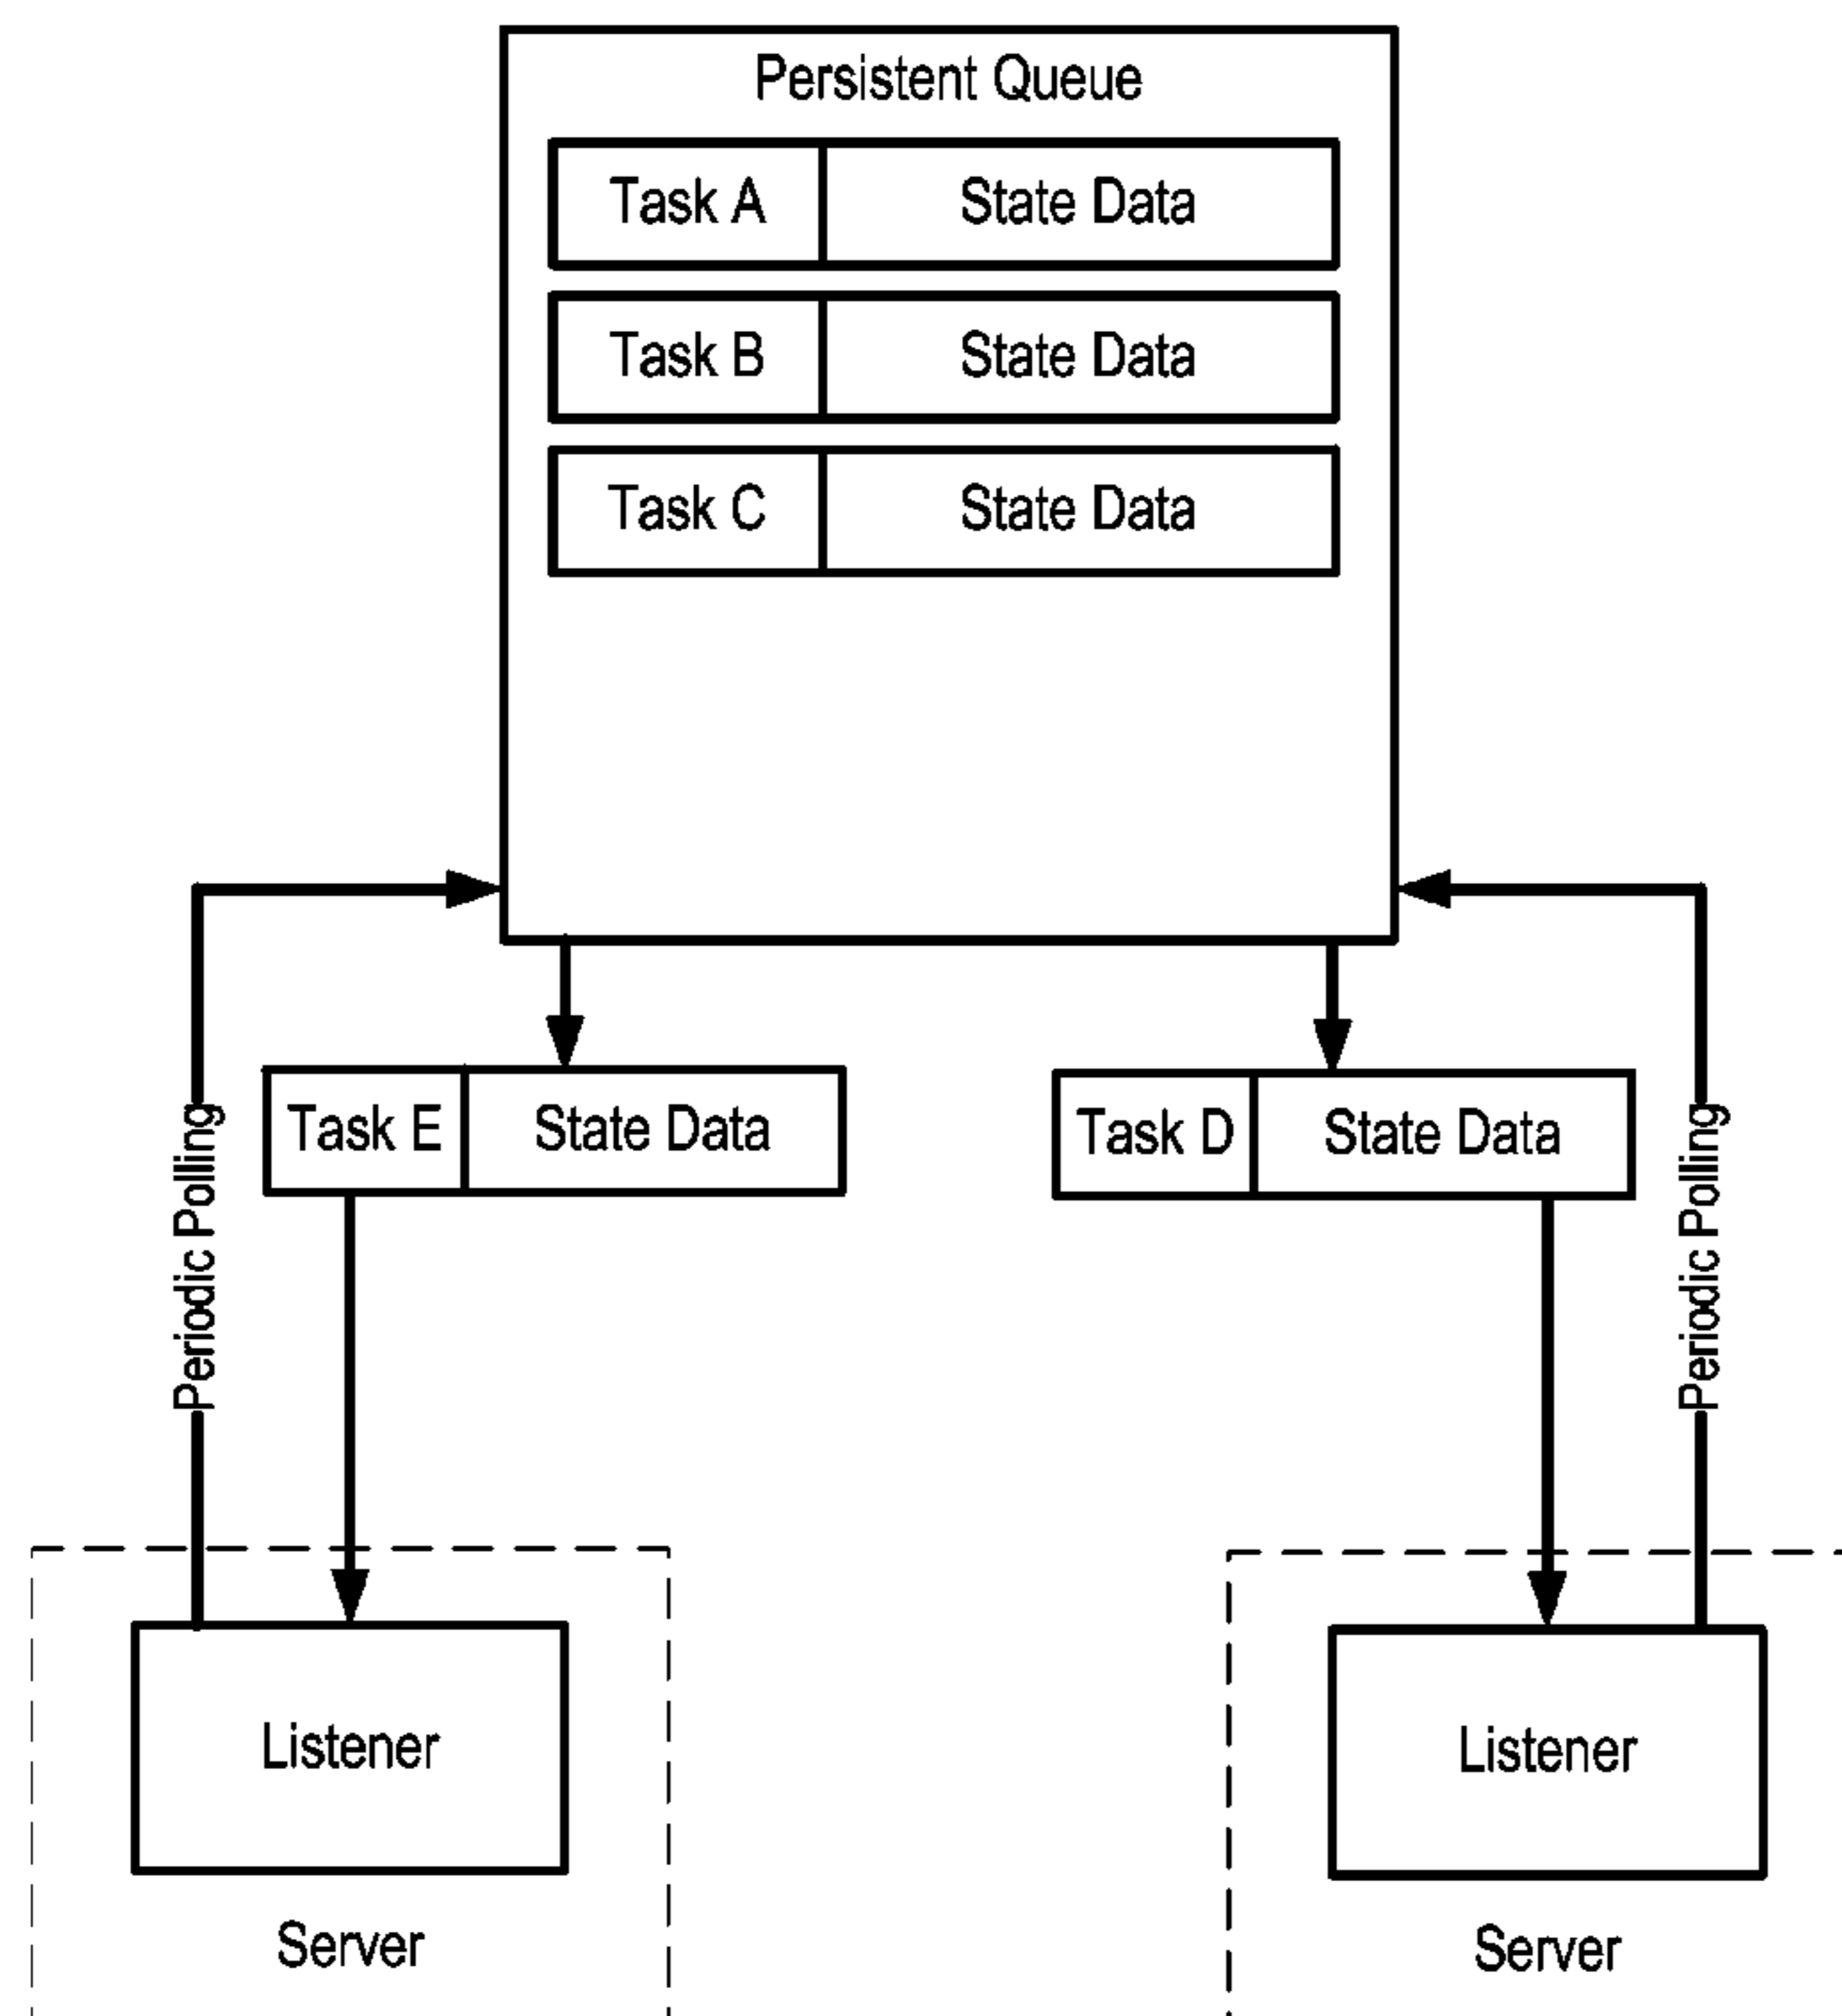 Persistent Queue
Task A State Data
Task B State Data
Task C State Data
Task E State Data
Task D State Data
Periodic Polling
Periodic Polling
Listener
Listener
Server
Server